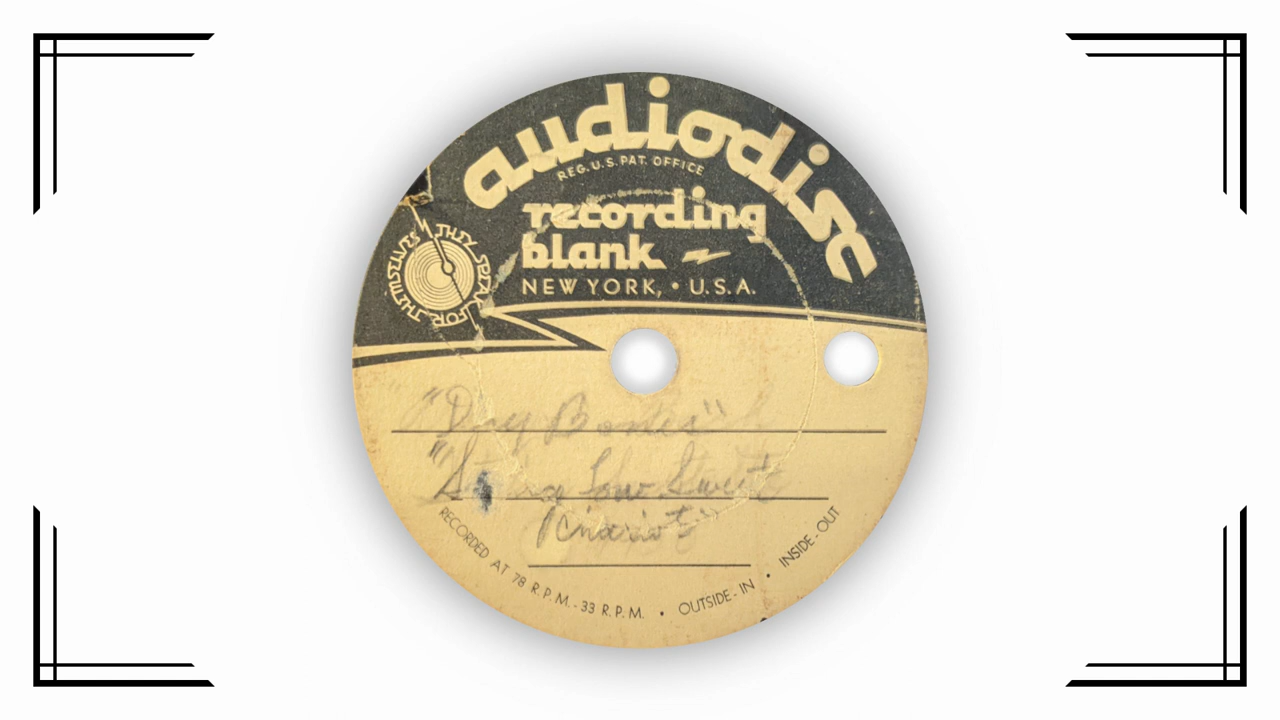 audiodisc
REG. U.S. PAT. OFFICE
recording
blank
NEW YORK, • U.S.A.
THEY SPEAK FOR THEMSELVES
"Dry Bones"
"Swing Low Sweet
Chariot"
RECORDED AT 78 R.P.M. - 33 R.P.M. • OUTSIDE - IN • INSIDE - OUT